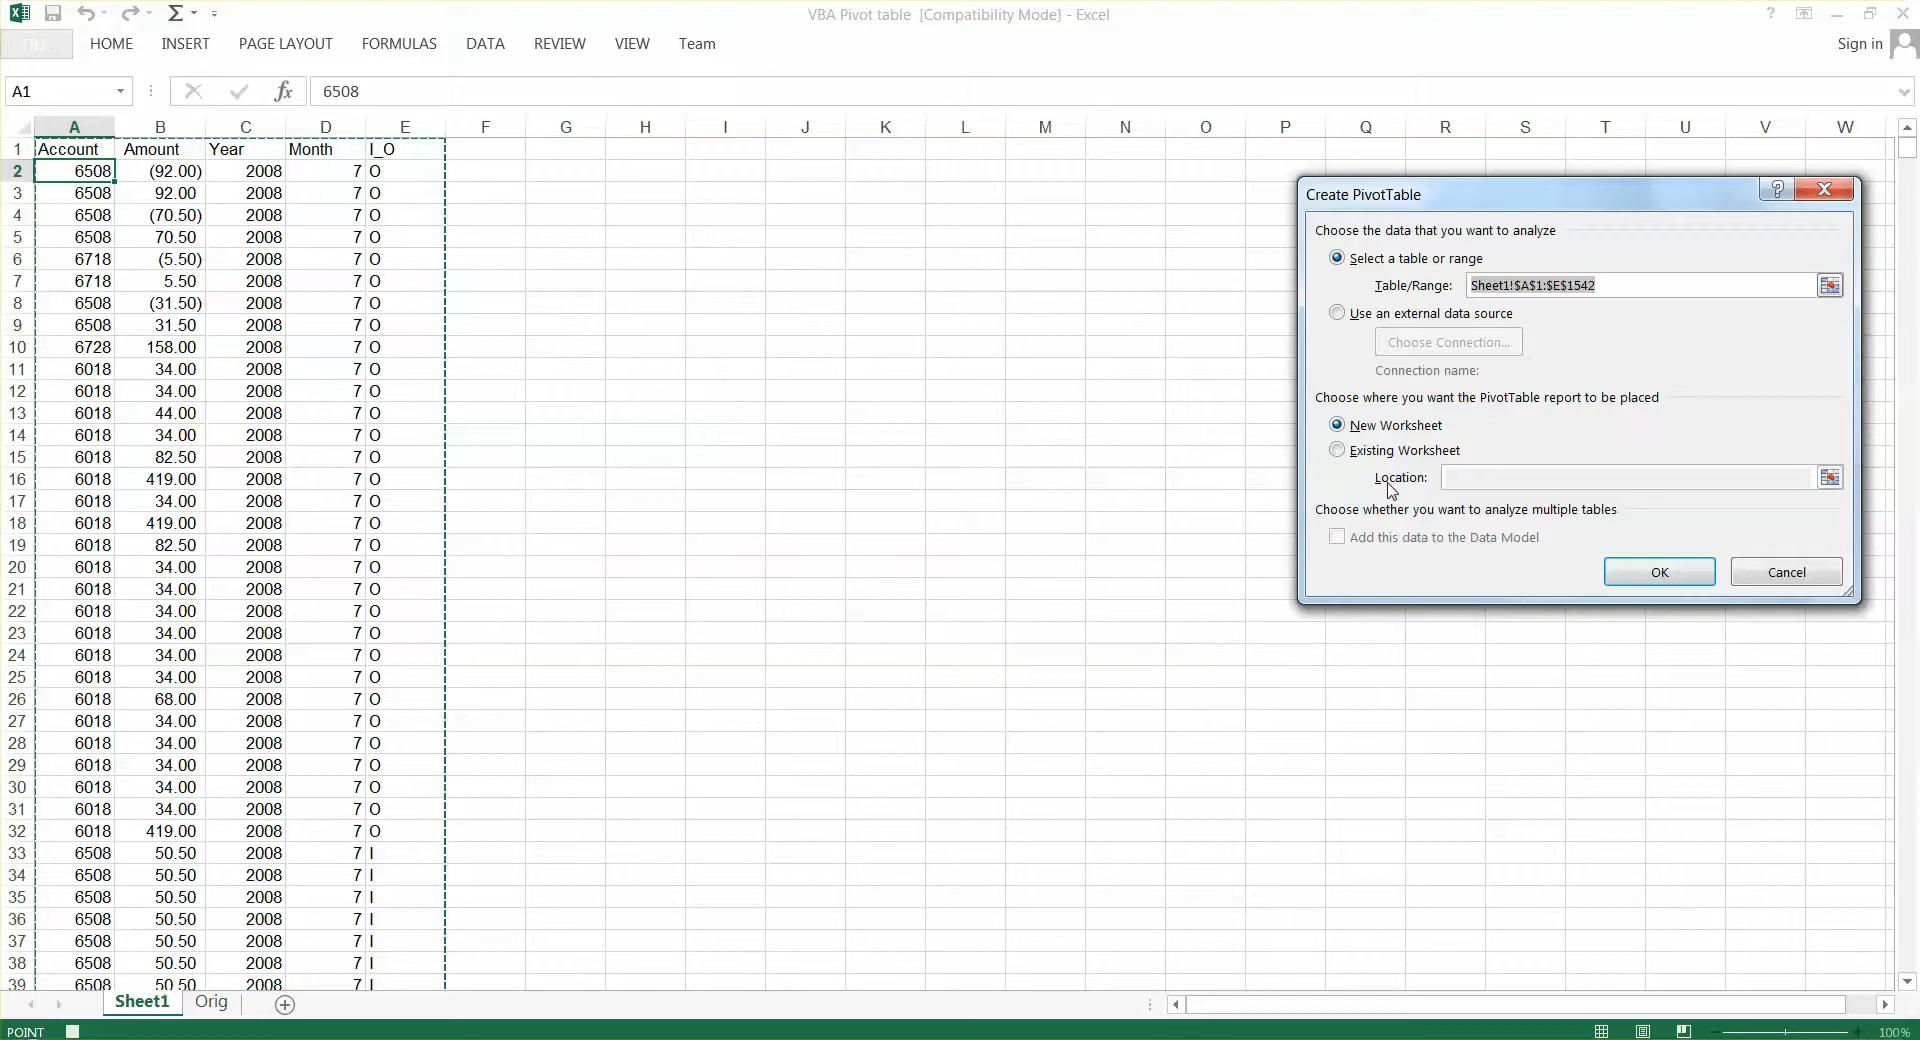 VBA Pivot table [Compatibility Mode] - Excel
FILE HOME INSERT PAGE LAYOUT FORMULAS DATA REVIEW VIEW Team Sign in
A1 fx 6508
A B C D E F G H I J K L M N O P Q R S T U V W
1 Account Amount Year Month I_O
2 6508 (92.00) 2008 7 O
3 6508 92.00 2008 7 O
4 6508 (70.50) 2008 7 O
5 6508 70.50 2008 7 O
6 6718 (5.50) 2008 7 O
7 6718 5.50 2008 7 O
8 6508 (31.50) 2008 7 O
9 6508 31.50 2008 7 O
10 6728 158.00 2008 7 O
11 6018 34.00 2008 7 O
12 6018 34.00 2008 7 O
13 6018 44.00 2008 7 O
14 6018 34.00 2008 7 O
15 6018 82.50 2008 7 O
16 6018 419.00 2008 7 O
17 6018 34.00 2008 7 O
18 6018 419.00 2008 7 O
19 6018 82.50 2008 7 O
20 6018 34.00 2008 7 O
21 6018 34.00 2008 7 O
22 6018 34.00 2008 7 O
23 6018 34.00 2008 7 O
24 6018 34.00 2008 7 O
25 6018 34.00 2008 7 O
26 6018 68.00 2008 7 O
27 6018 34.00 2008 7 O
28 6018 34.00 2008 7 O
29 6018 34.00 2008 7 O
30 6018 34.00 2008 7 O
31 6018 34.00 2008 7 O
32 6018 419.00 2008 7 O
33 6508 50.50 2008 7 I
34 6508 50.50 2008 7 I
35 6508 50.50 2008 7 I
36 6508 50.50 2008 7 I
37 6508 50.50 2008 7 I
38 6508 50.50 2008 7 I
39 6508 50.50 2008 7 I
Create PivotTable
Choose the data that you want to analyze
Select a table or range
Table/Range: Sheet1!$A$1:$E$1542
Use an external data source
Choose Connection...
Connection name:
Choose where you want the PivotTable report to be placed
New Worksheet
Existing Worksheet
Location:
Choose whether you want to analyze multiple tables
Add this data to the Data Model
OK Cancel
Sheet1 Orig
POINT 100%